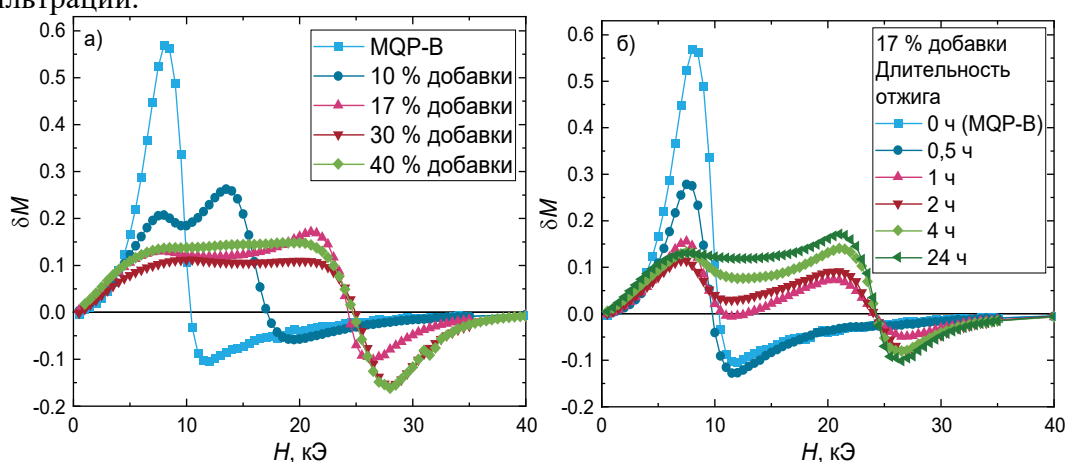 льтрации.
а)
MQP-B
10 % добавки
17 % добавки
30 % добавки
40 % добавки
δM
0.6
0.5
0.4
0.3
0.2
0.1
0.0
-0.1
-0.2
0
10
20
30
40
H, кЭ
б)
17 % добавки
Длительность
отжига
0 ч (MQP-B)
0,5 ч
1 ч
2 ч
4 ч
24 ч
δM
0.6
0.5
0.4
0.3
0.2
0.1
0.0
-0.1
-0.2
0
10
20
30
40
H, кЭ